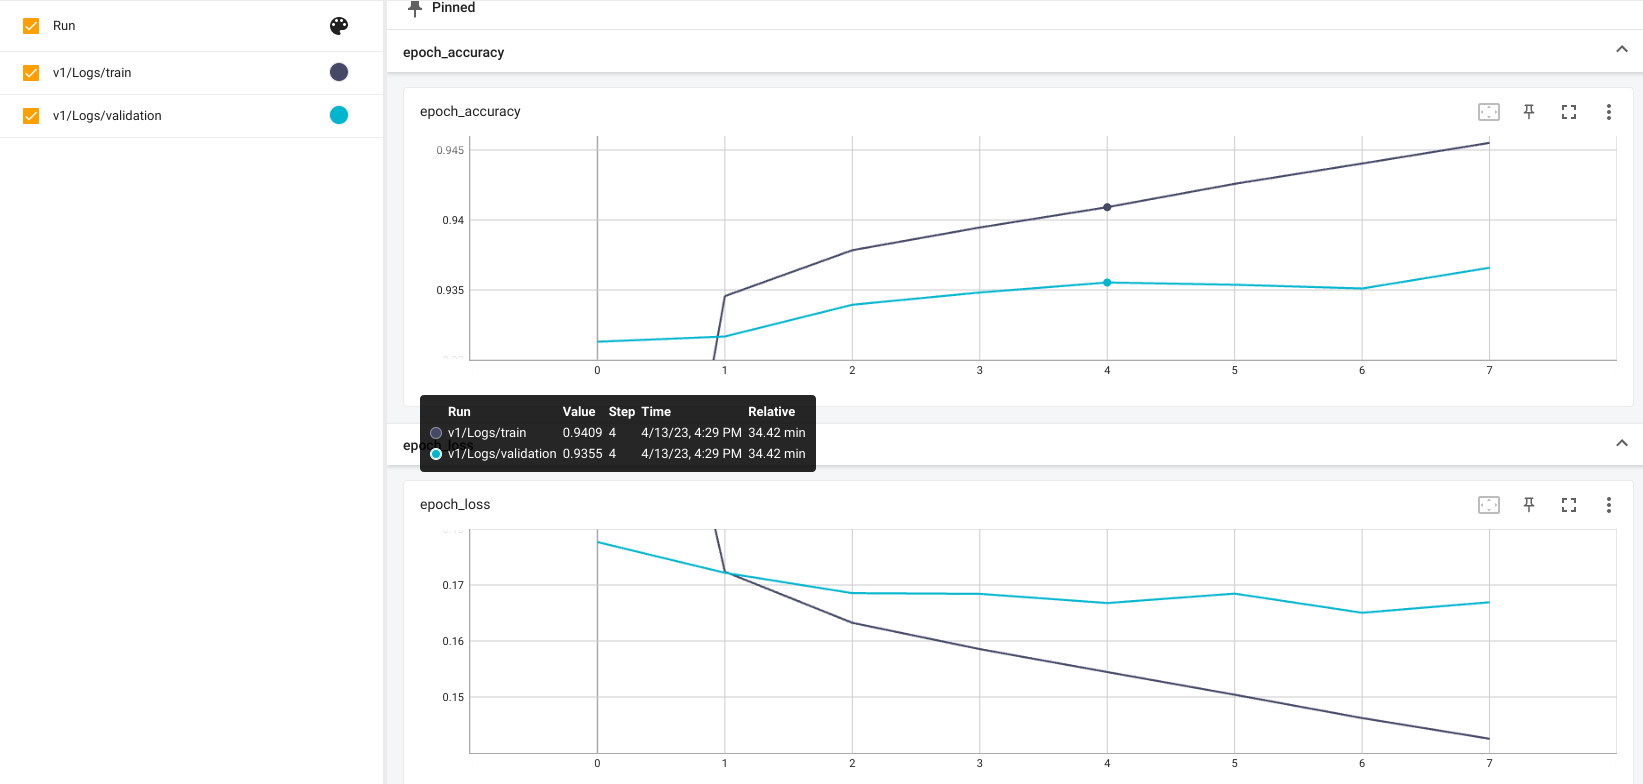 Run
v1/Logs/train
v1/Logs/validation
Pinned
epoch_accuracy
epoch_accuracy
0.945
0.94
0.935
0 1 2 3 4 5 6 7
Run Value Step Time Relative
v1/Logs/train 0.9409 4 4/13/23, 4:29 PM 34.42 min
v1/Logs/validation 0.9355 4 4/13/23, 4:29 PM 34.42 min
epoch_loss
epoch_loss
0.17
0.16
0.15
0 1 2 3 4 5 6 7